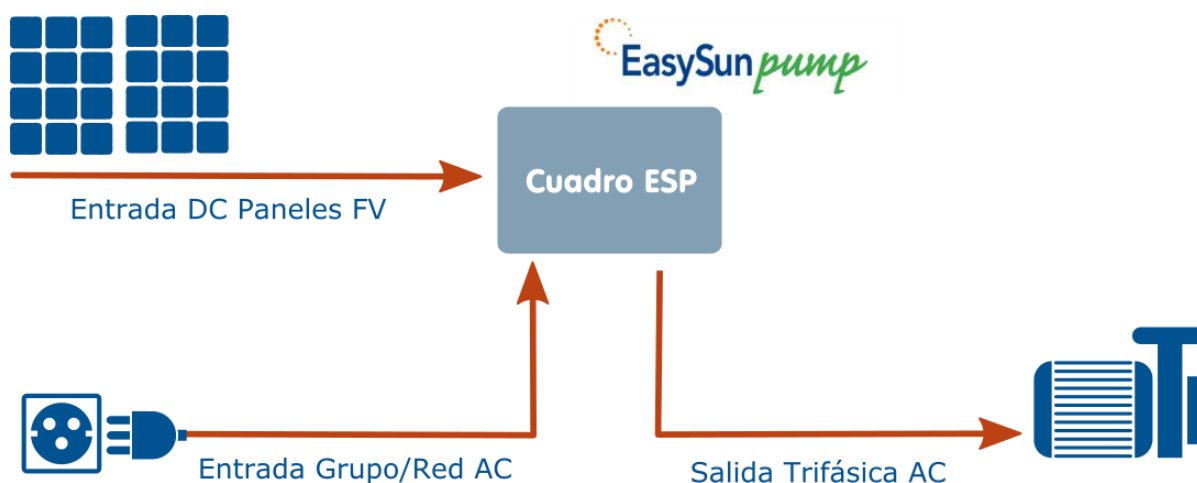 EasySun pump
Cuadro ESP
Entrada DC Paneles FV
Entrada Grupo/Red AC
Salida Trifásica AC